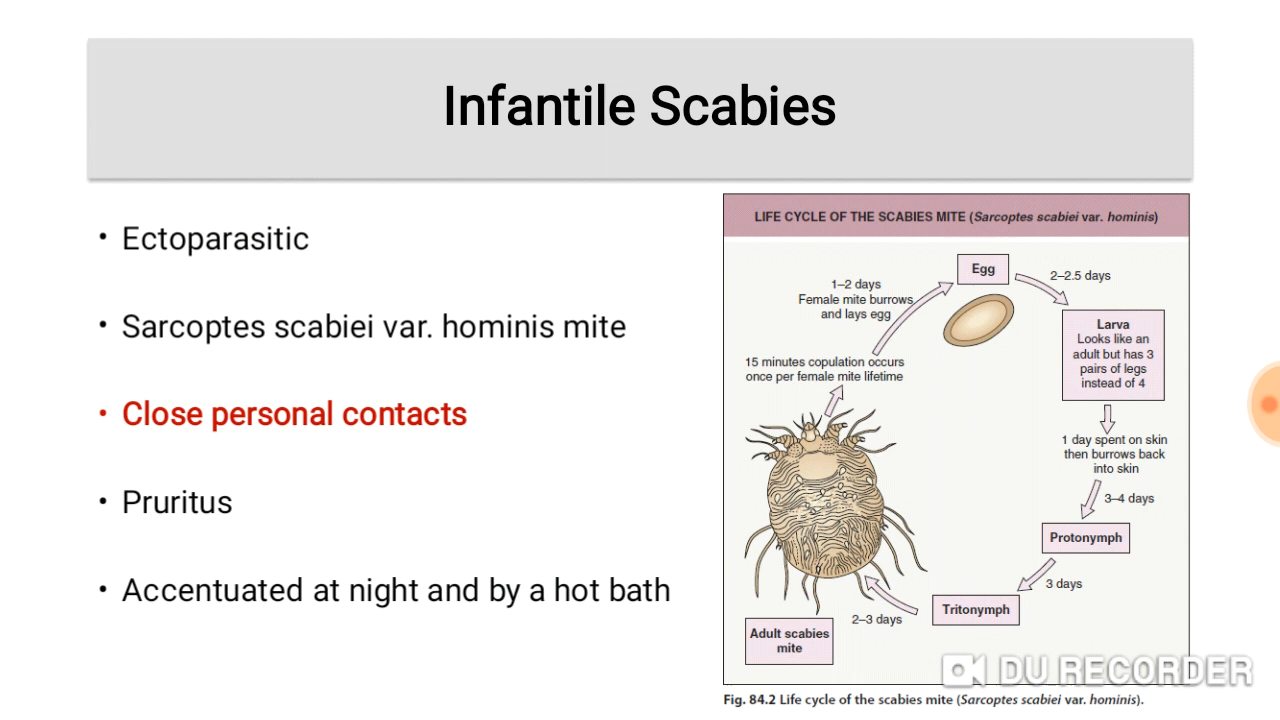 Infantile Scabies
• Ectoparasitic
• Sarcoptes scabiei var. hominis mite
• Close personal contacts
• Pruritus
• Accentuated at night and by a hot bath
LIFE CYCLE OF THE SCABIES MITE (Sarcoptes scabiei var. hominis)
Egg
2–2.5 days
Larva
Looks like an
adult but has 3
pairs of legs
instead of 4
1 day spent on skin
then burrows back
into skin
3–4 days
Protonymph
3 days
Tritonymph
2–3 days
Adult scabies
mite
15 minutes copulation occurs
once per female mite lifetime
1–2 days
Female mite burrows
and lays egg
DU RECORDER
Fig. 84.2 Life cycle of the scabies mite (Sarcoptes scabiei var. hominis).